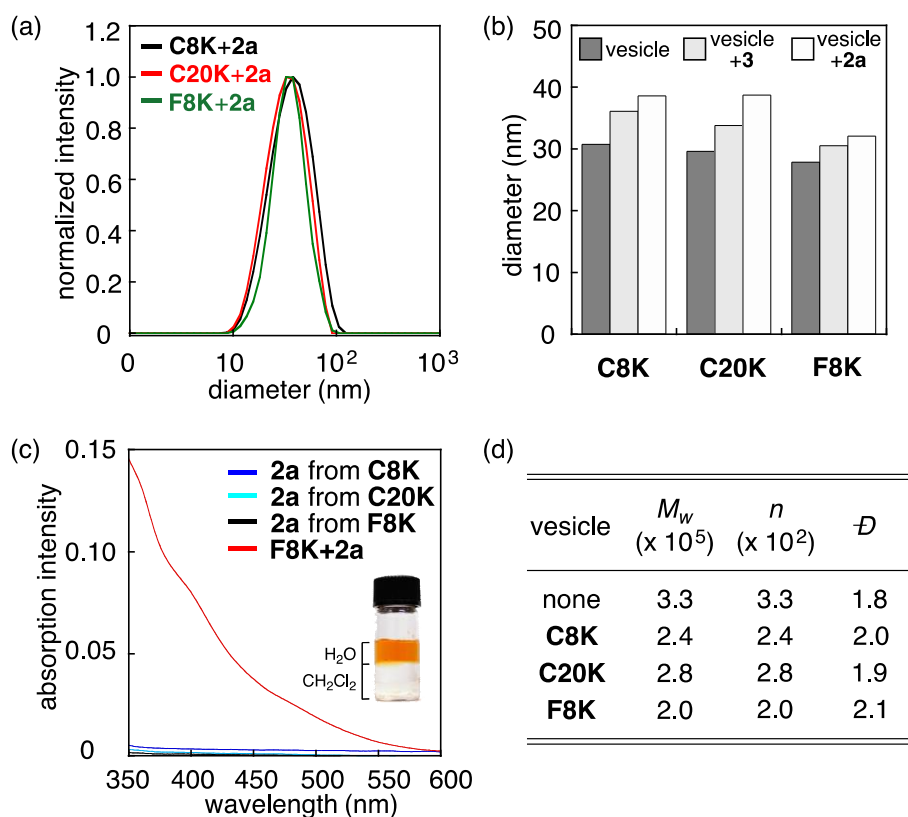 (a)
normalized intensity
1.2
1.0
0.8
0.6
0.4
0.2
0
C8K+2a
C20K+2a
F8K+2a
0 10 10² 10³
diameter (nm)
(b)
diameter (nm)
50
40
30
20
10
0
vesicle vesicle vesicle
+3 +2a
C8K C20K F8K
(c)
absorption intensity
0.15
0.10
0.05
0
2a from C8K
2a from C20K
2a from F8K
F8K+2a
H₂O
CH₂Cl₂
350 400 450 500 550 600
wavelength (nm)
(d)
vesicle Mw n Đ
(x 10⁵) (x 10²)
none 3.3 3.3 1.8
C8K 2.4 2.4 2.0
C20K 2.8 2.8 1.9
F8K 2.0 2.0 2.1